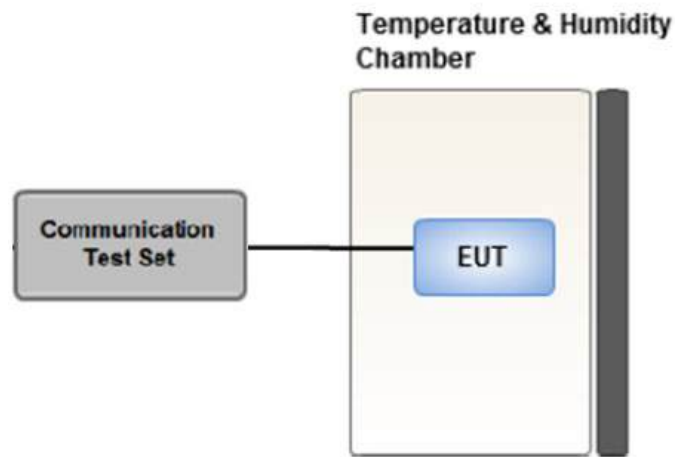 Temperature & Humidity
Chamber
Communication
Test Set
EUT